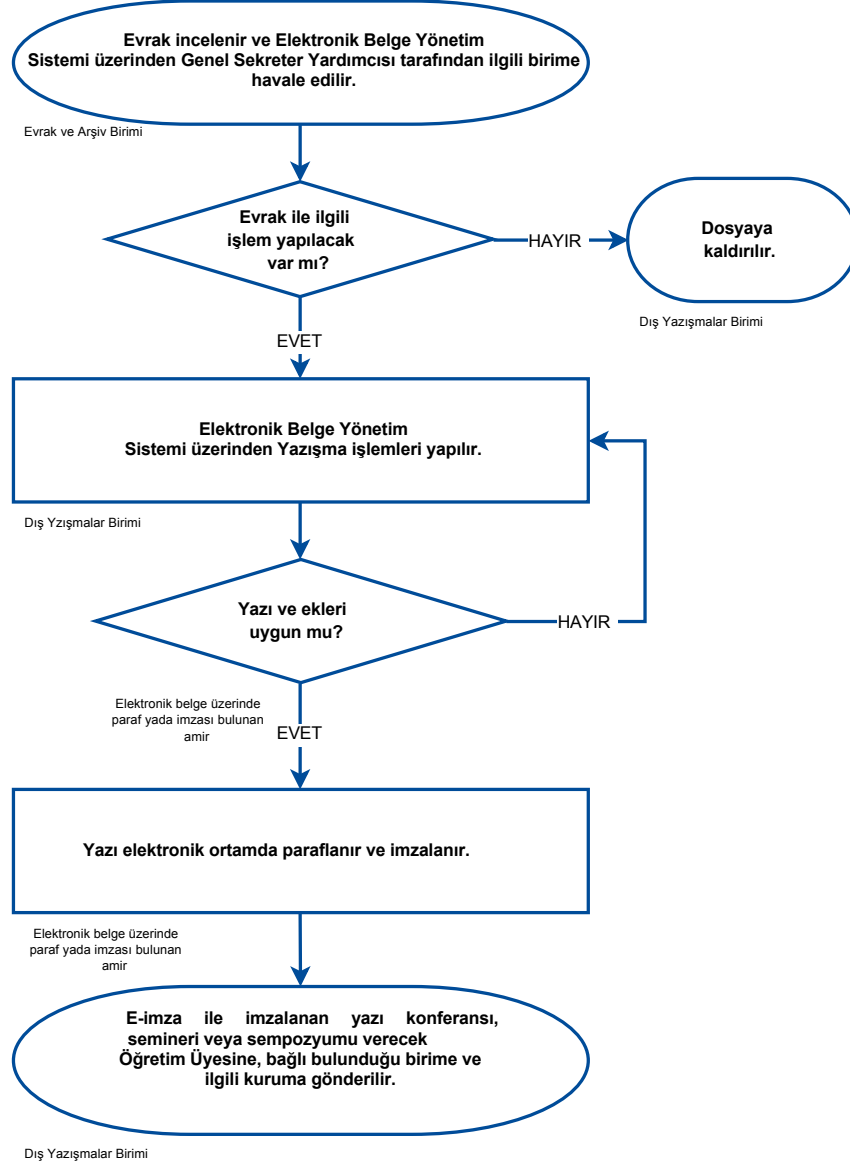 Evrak incelenir ve Elektronik Belge Yönetim
Sistemi üzerinden Genel Sekreter Yardımcısı tarafından ilgili birime
havale edilir.
Evrak ve Arşiv Birimi
Evrak ile ilgili
işlem yapılacak
var mı?
HAYIR
Dosyaya
kaldırılır.
Dış Yazışmalar Birimi
EVET
Elektronik Belge Yönetim
Sistemi üzerinden Yazışma işlemleri yapılır.
Dış Yzışmalar Birimi
Yazı ve ekleri
uygun mu?
HAYIR
Elektronik belge üzerinde
paraf yada imzası bulunan
amir
EVET
Yazı elektronik ortamda paraflanır ve imzalanır.
Elektronik belge üzerinde
paraf yada imzası bulunan
amir
E-imza ile imzalanan yazı konferansı,
semineri veya sempozyumu verecek
Öğretim Üyesine, bağlı bulunduğu birime ve
ilgili kuruma gönderilir.
Dış Yazışmalar Birimi